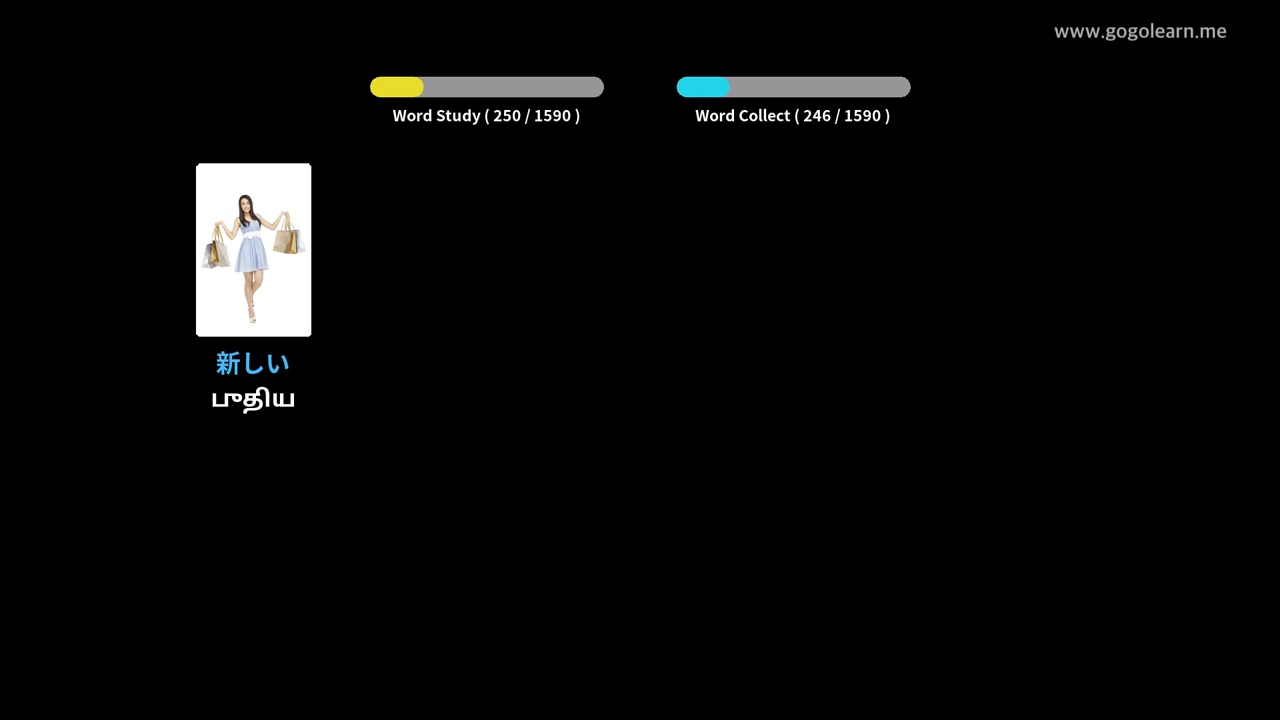 www.gogolearn.me
Word Study ( 250 / 1590 )
Word Collect ( 246 / 1590 )
新しい
புதிய